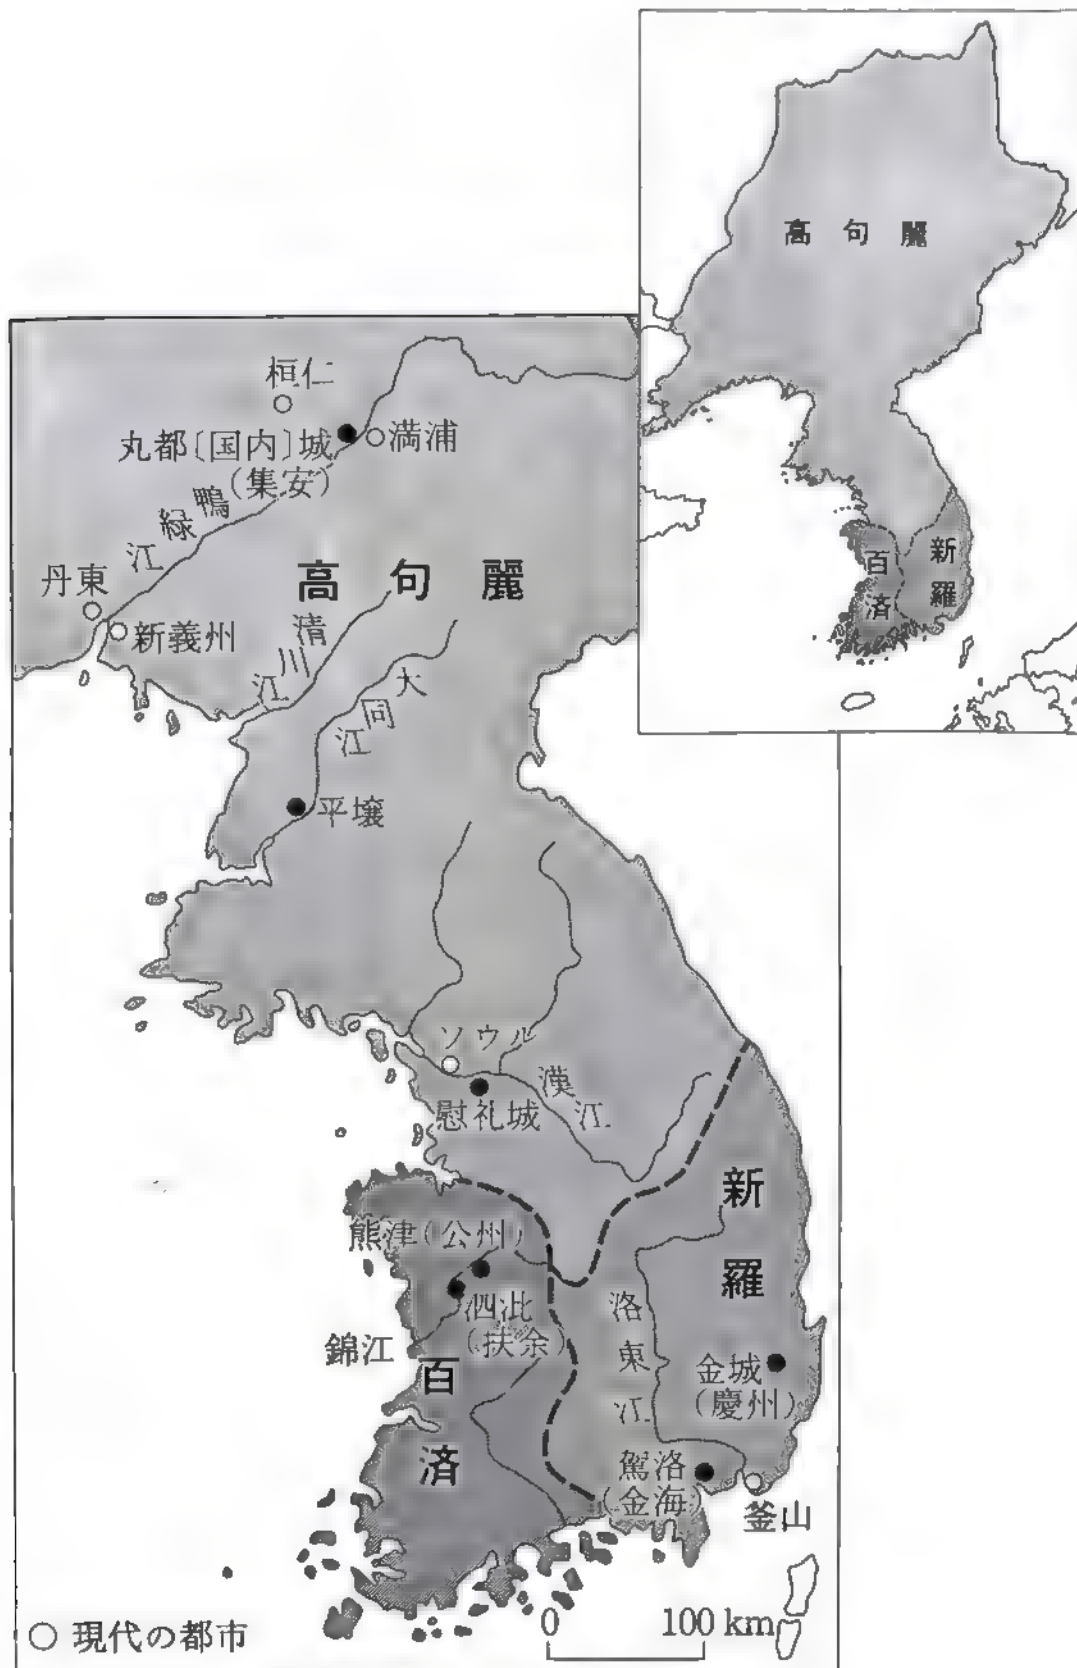 高句麗
百済
新羅
桓仁
丸都〔国内〕城
(集安)
満浦
鴨緑江
丹東
新義州
高句麗
清川江
大同江
平壌
ソウル
漢江
慰礼城
新羅
熊津(公州)
泗沘
(扶余)
錦江
百済
洛東江
金城
(慶州)
駕洛
(金海)
釜山
○ 現代の都市
0 100 km